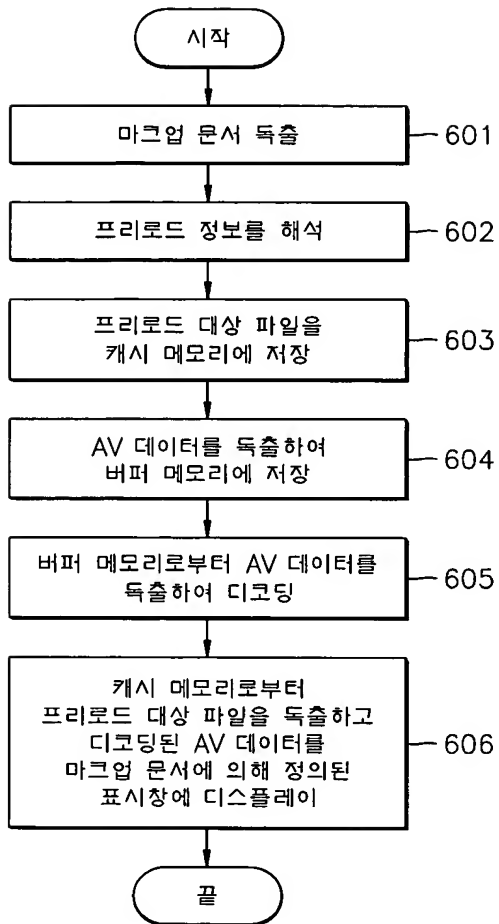 시작
마크업 문서 독출
601
프리로드 정보를 해석
602
프리로드 대상 파일을
캐시 메모리에 저장
603
AV 데이터를 독출하여
버퍼 메모리에 저장
604
버퍼 메모리로부터 AV 데이터를
독출하여 디코딩
605
캐시 메모리로부터
프리로드 대상 파일을 독출하고
디코딩된 AV 데이터를
마크업 문서에 의해 정의된
표시창에 디스플레이
606
끝